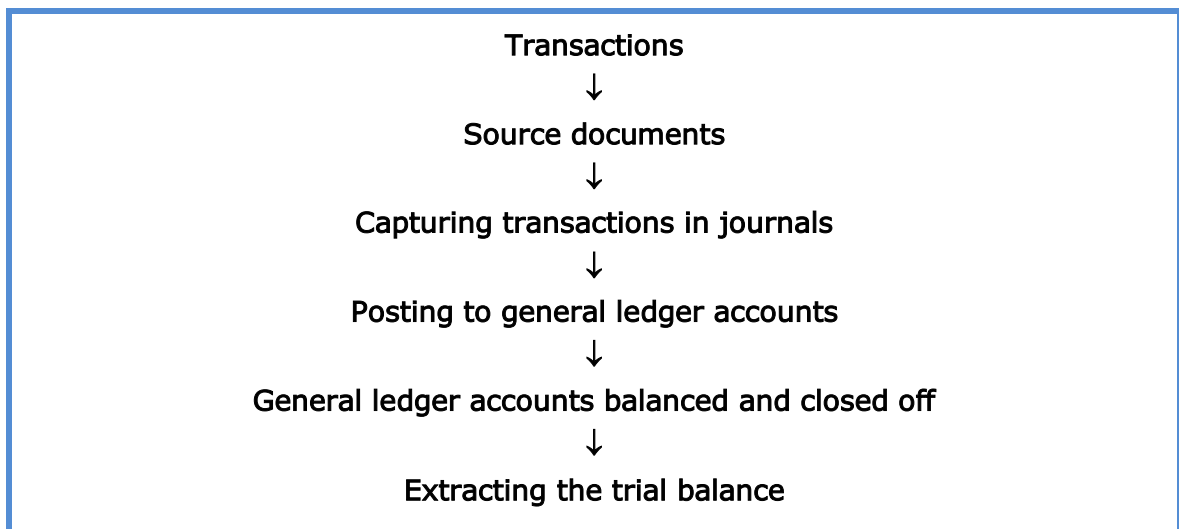 Transactions
↓
Source documents
↓
Capturing transactions in journals
↓
Posting to general ledger accounts
↓
General ledger accounts balanced and closed off
↓
Extracting the trial balance